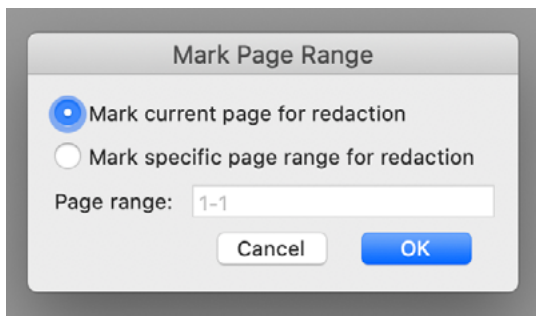 Mark Page Range
Mark current page for redaction
Mark specific page range for redaction
Page range: 1-1
Cancel OK